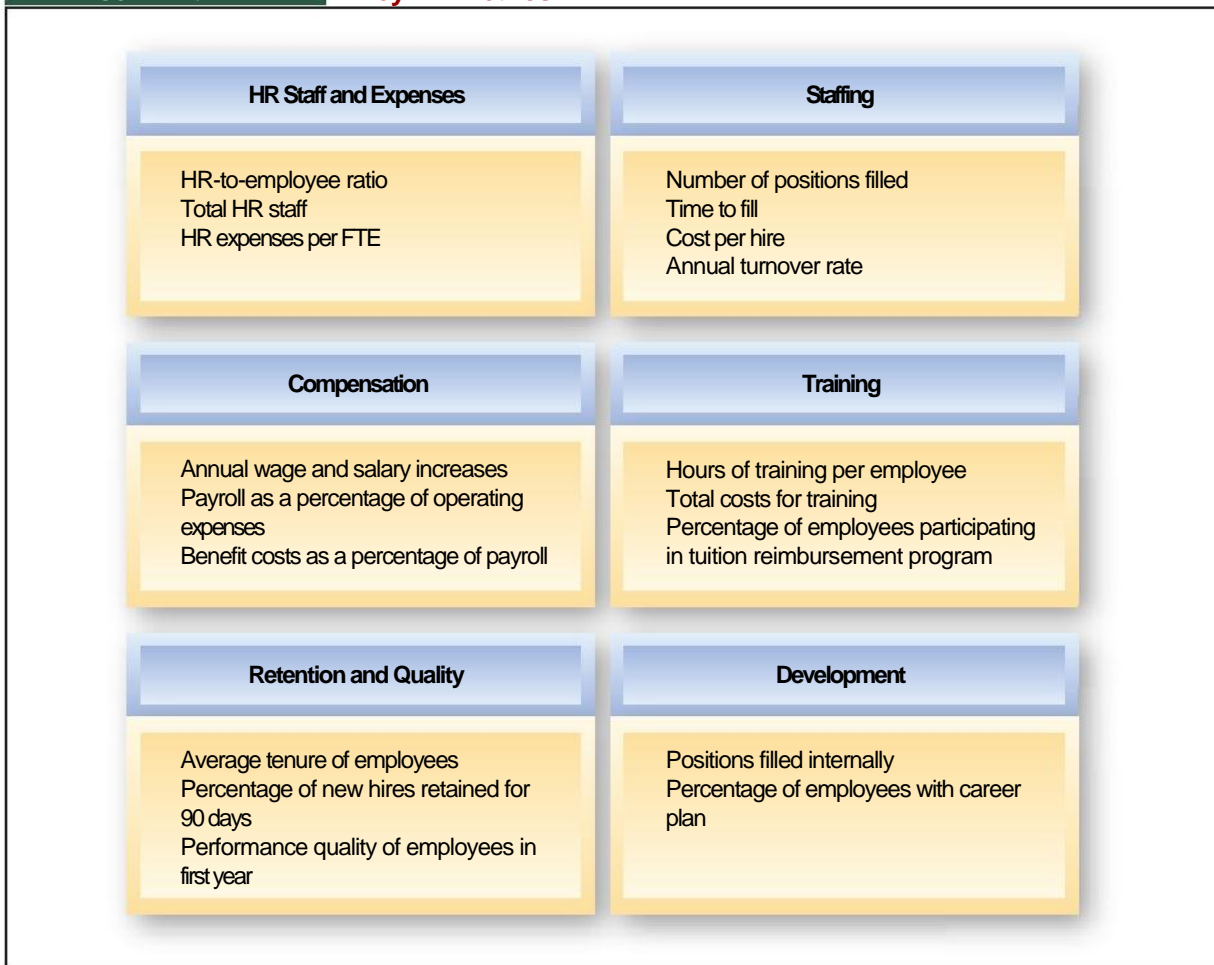 HR Staff and Expenses
HR-to-employee ratio
Total HR staff
HR expenses per FTE
Staffing
Number of positions filled
Time to fill
Cost per hire
Annual turnover rate
Compensation
Annual wage and salary increases
Payroll as a percentage of operating
expenses
Benefit costs as a percentage of payroll
Training
Hours of training per employee
Total costs for training
Percentage of employees participating
in tuition reimbursement program
Retention and Quality
Average tenure of employees
Percentage of new hires retained for
90 days
Performance quality of employees in
first year
Development
Positions filled internally
Percentage of employees with career
plan